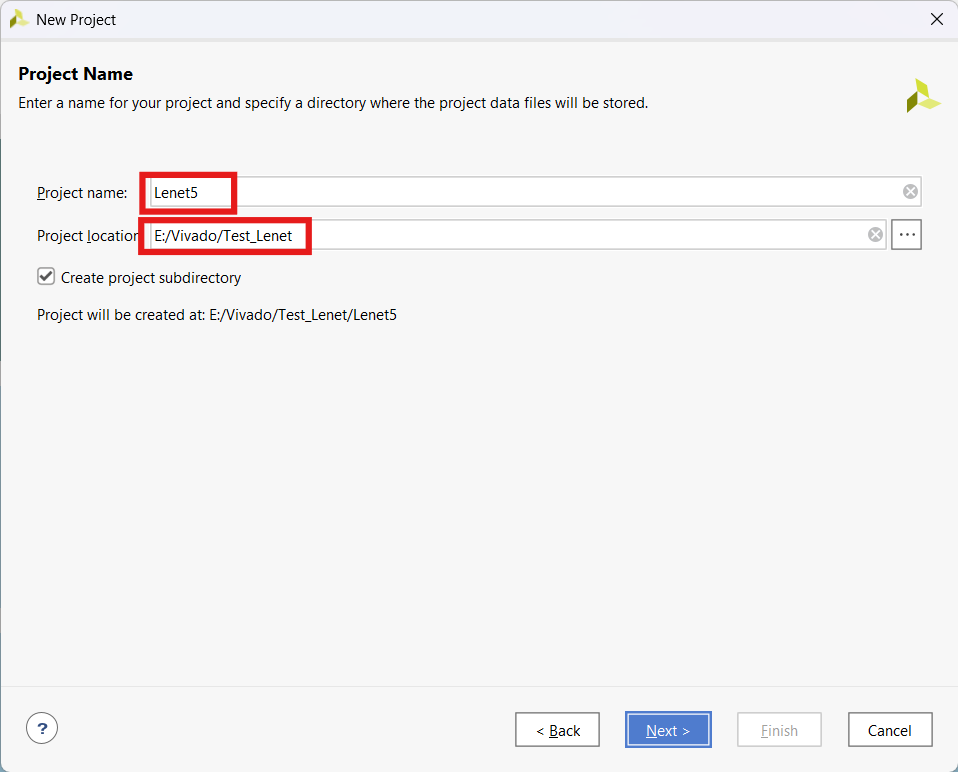 New Project
Project Name
Enter a name for your project and specify a directory where the project data files will be stored.
Project name: Lenet5
Project location E:/Vivado/Test_Lenet ...
Create project subdirectory
Project will be created at: E:/Vivado/Test_Lenet/Lenet5
? < Back Next > Finish Cancel